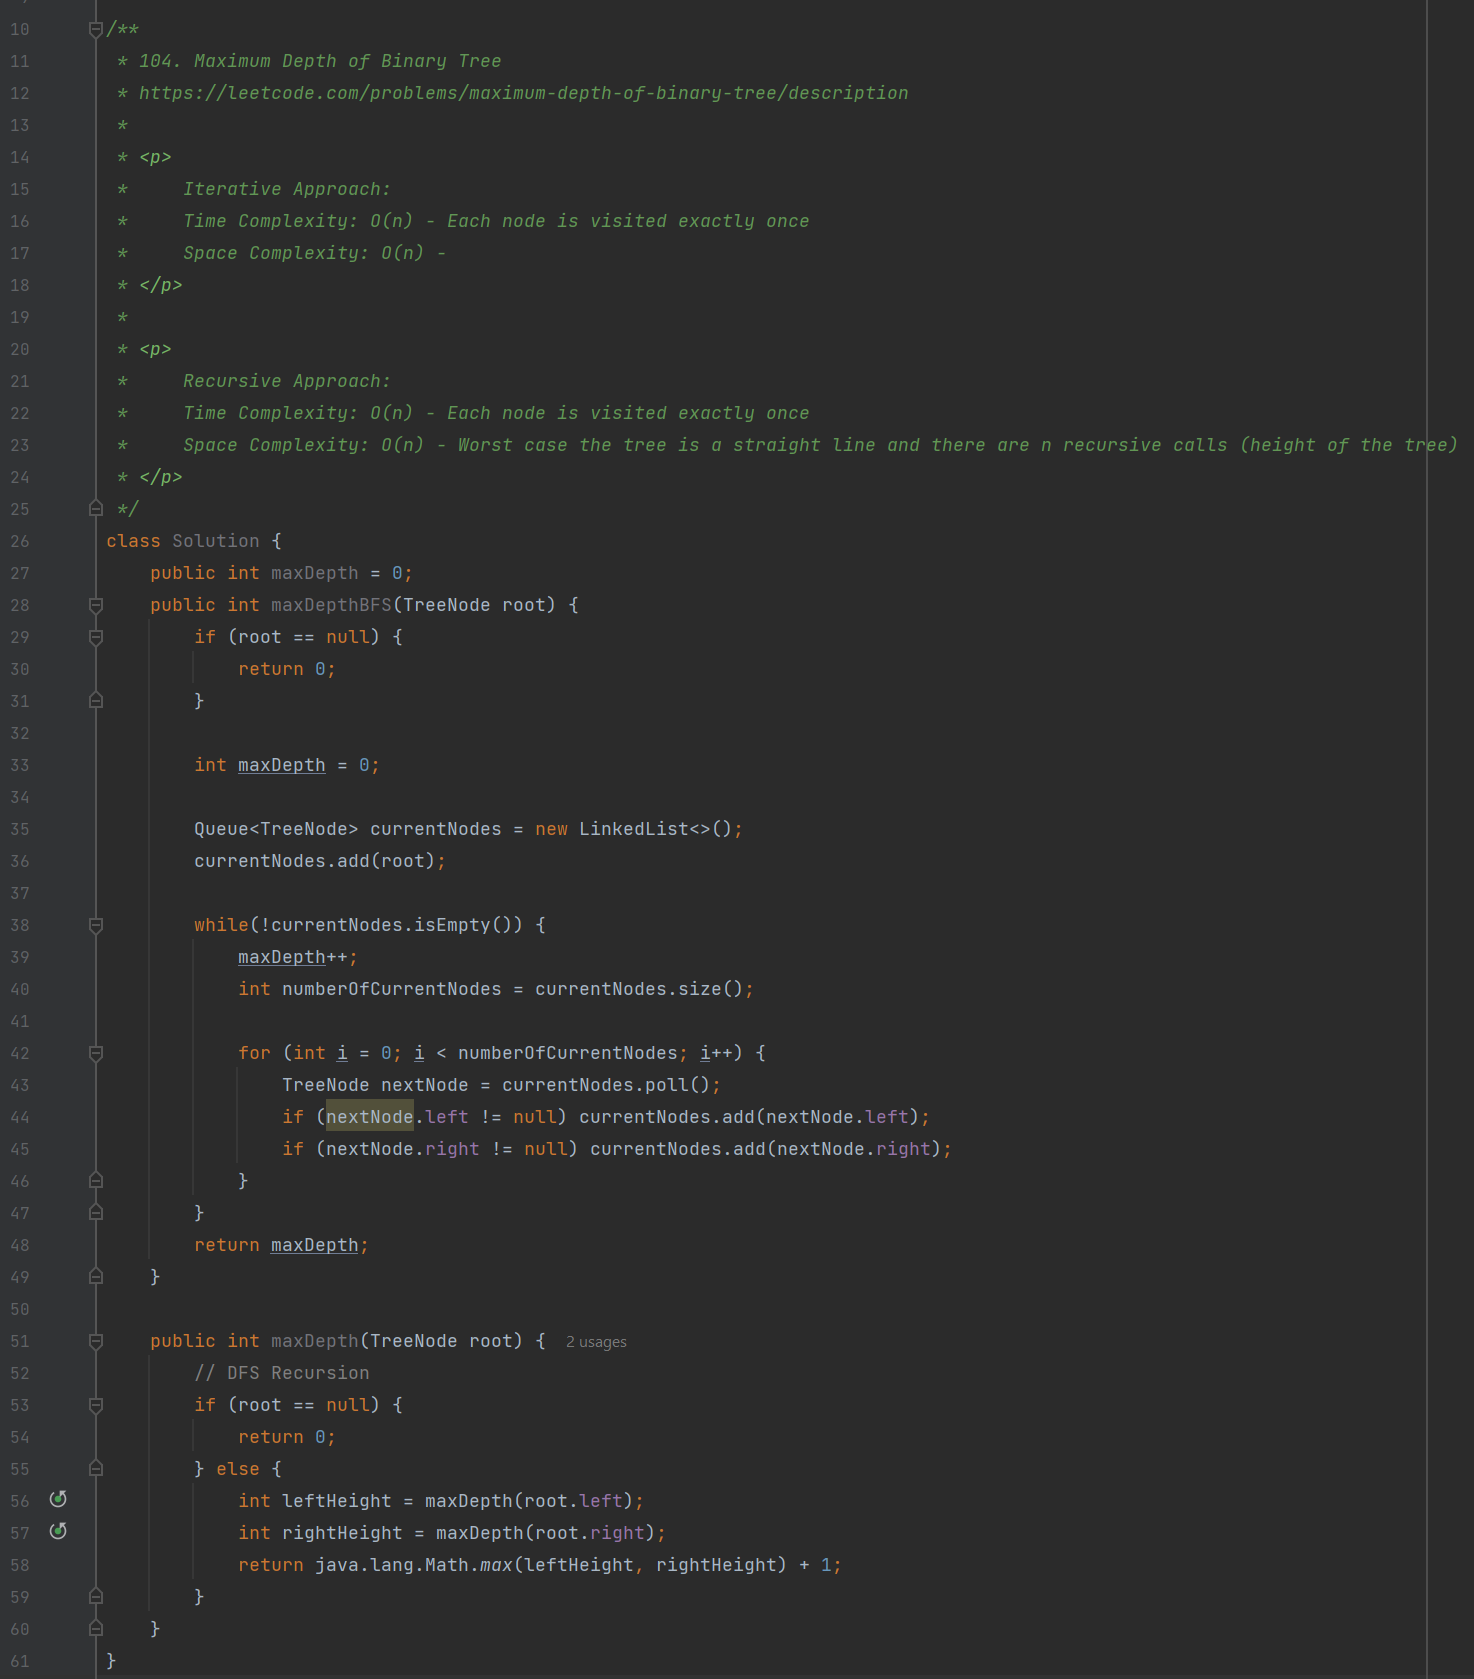 10 /**
11  * 104. Maximum Depth of Binary Tree
12  * https://leetcode.com/problems/maximum-depth-of-binary-tree/description
13  *
14  * <p>
15  *     Iterative Approach:
16  *     Time Complexity: O(n) - Each node is visited exactly once
17  *     Space Complexity: O(n) -
18  * </p>
19  *
20  * <p>
21  *     Recursive Approach:
22  *     Time Complexity: O(n) - Each node is visited exactly once
23  *     Space Complexity: O(n) - Worst case the tree is a straight line and there are n recursive calls (height of the tree)
24  * </p>
25  */
26 class Solution {
27     public int maxDepth = 0;
28     public int maxDepthBFS(TreeNode root) {
29         if (root == null) {
30             return 0;
31         }
32
33         int maxDepth = 0;
34
35         Queue<TreeNode> currentNodes = new LinkedList<>();
36         currentNodes.add(root);
37
38         while(!currentNodes.isEmpty()) {
39             maxDepth++;
40             int numberOfCurrentNodes = currentNodes.size();
41
42             for (int i = 0; i < numberOfCurrentNodes; i++) {
43                 TreeNode nextNode = currentNodes.poll();
44                 if (nextNode.left != null) currentNodes.add(nextNode.left);
45                 if (nextNode.right != null) currentNodes.add(nextNode.right);
46             }
47         }
48         return maxDepth;
49     }
50
51     public int maxDepth(TreeNode root) { 2 usages
52         // DFS Recursion
53         if (root == null) {
54             return 0;
55         } else {
56             int leftHeight = maxDepth(root.left);
57             int rightHeight = maxDepth(root.right);
58             return java.lang.Math.max(leftHeight, rightHeight) + 1;
59         }
60     }
61 }